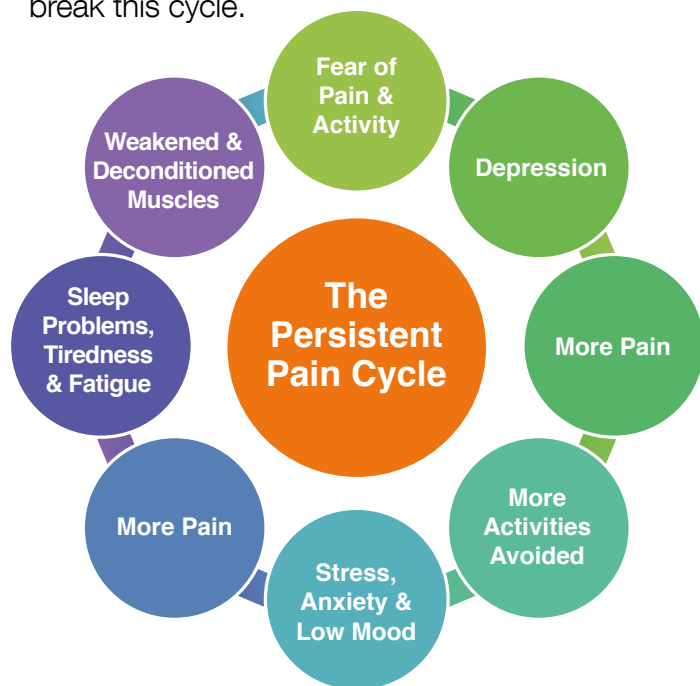 break this cycle.
Fear of
Pain &
Activity
Depression
More Pain
More
Activities
Avoided
Stress,
Anxiety &
Low Mood
More Pain
Sleep
Problems,
Tiredness
& Fatigue
Weakened &
Deconditioned
Muscles
The
Persistent
Pain Cycle